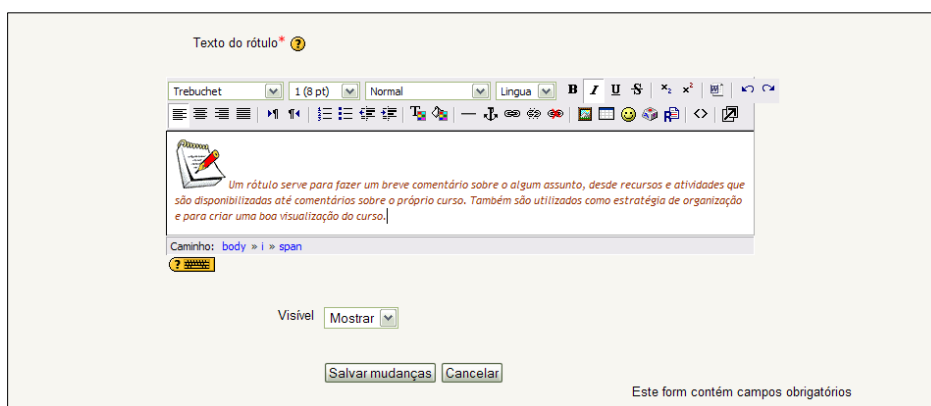 Texto do rótulo* ?
Trebuchet 1 (8 pt) Normal Lingua B I U S x₂ x²
Um rótulo serve para fazer um breve comentário sobre o algum assunto, desde recursos e atividades que
são disponibilizadas até comentários sobre o próprio curso. Também são utilizados como estratégia de organização
e para criar uma boa visualização do curso.
Caminho: body » i » span
?
Visível Mostrar
Salvar mudanças Cancelar
Este form contém campos obrigatórios